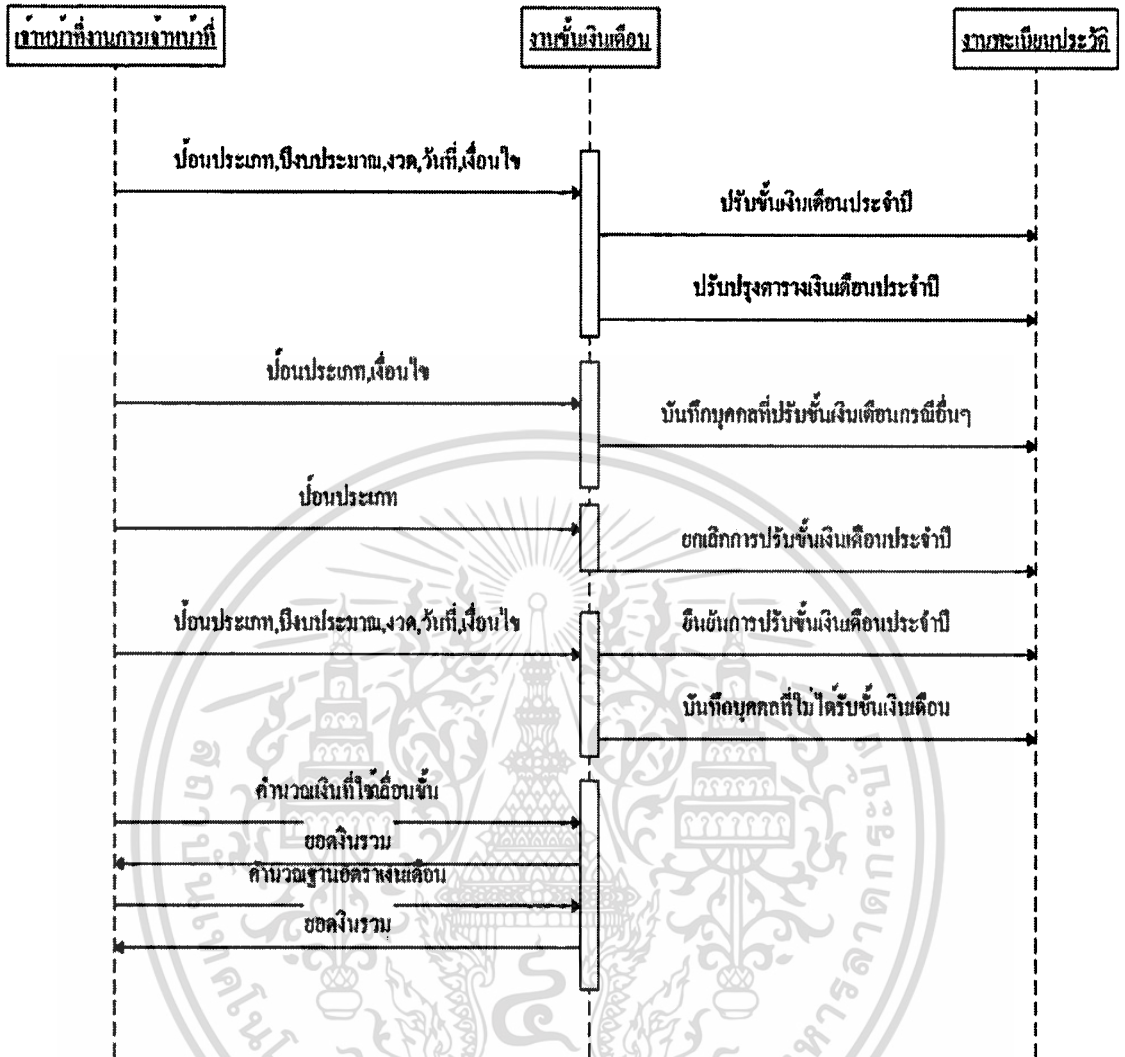 เจ้าหน้าที่งานการเจ้าหน้าที่
งานขั้นเงินเดือน
งานทะเบียนประวัติ
ป้อนประเภท,ปีงบประมาณ,งวด,วันที่,เงื่อนไข
ปรับขั้นเงินเดือนประจำปี
ปรับปรุงตารางเงินเดือนประจำปี
ป้อนประเภท,เงื่อนไข
บันทึกบุคคลที่ปรับขั้นเงินเดือนกรณีอื่นๆ
ป้อนประเภท
ยกเลิกการปรับขั้นเงินเดือนประจำปี
ป้อนประเภท,ปีงบประมาณ,งวด,วันที่,เงื่อนไข
ยืนยันการปรับขั้นเงินเดือนประจำปี
บันทึกบุคคลที่ไม่ได้รับขั้นเงินเดือน
คำนวณเงินที่ใช้เลื่อนขั้น
ยอดเงินรวม
คำนวณฐานอัตราเงินเดือน
ยอดเงินรวม